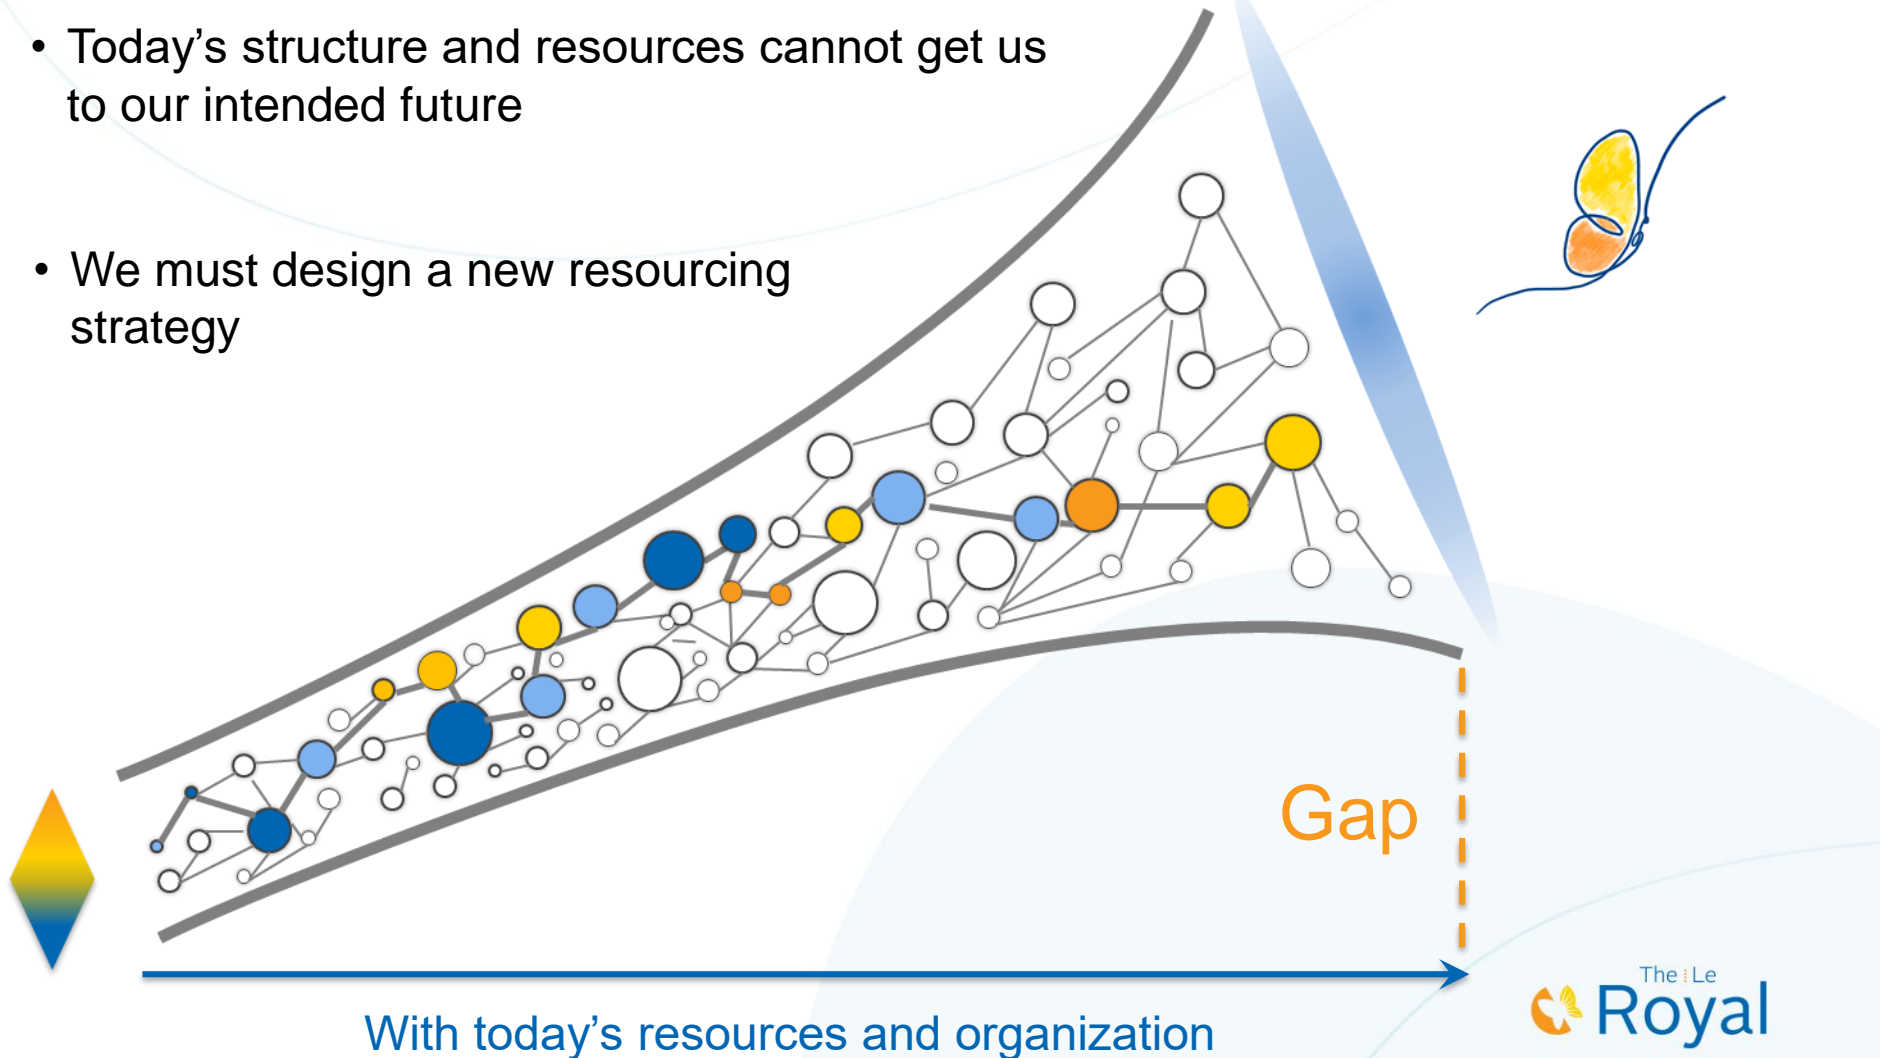 • Today’s structure and resources cannot get us
to our intended future
• We must design a new resourcing
strategy
Gap
With today’s resources and organization
The Le
Royal